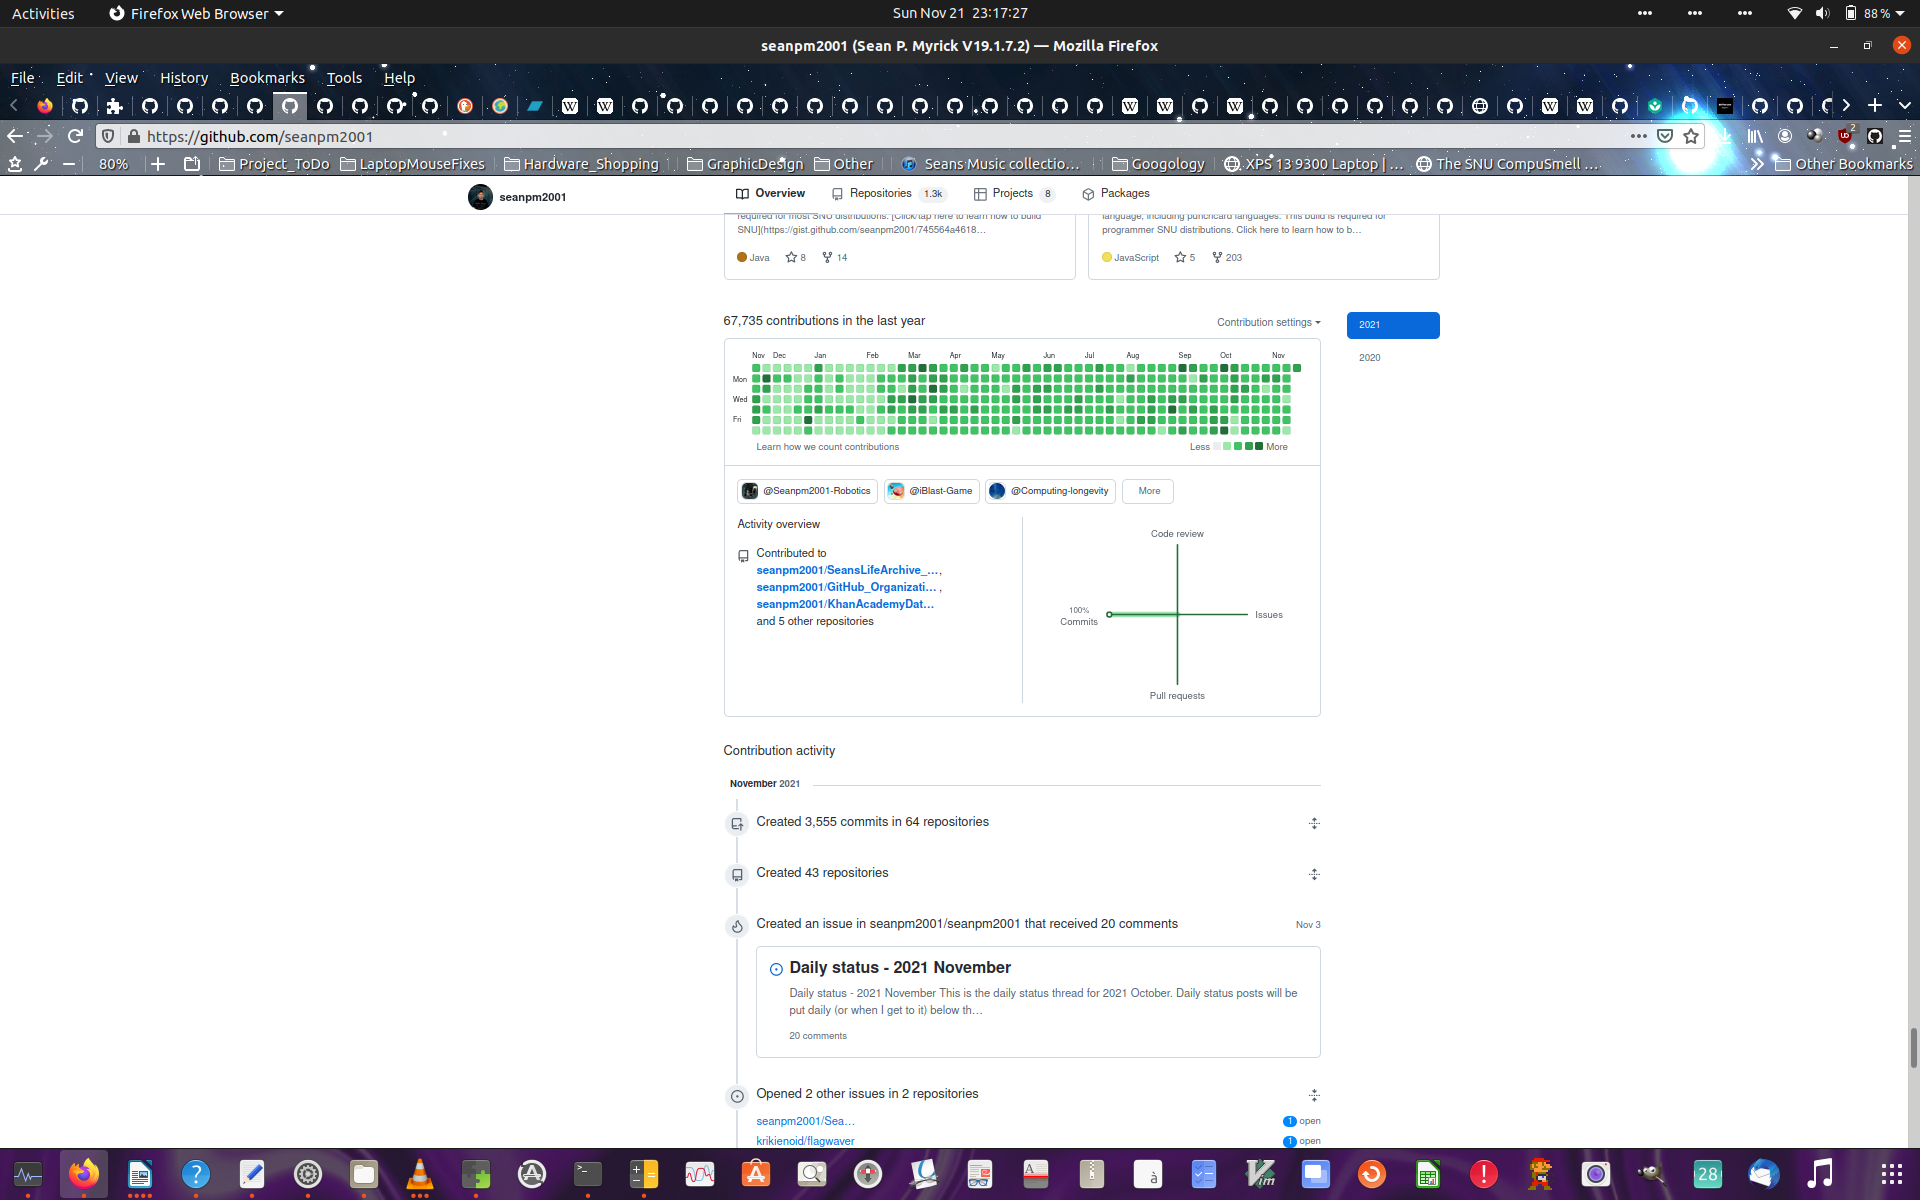 Activities
Firefox Web Browser
Sun Nov 21 23:17:27
88 %
seanpm2001 (Sean P. Myrick V19.1.7.2) — Mozilla Firefox
File Edit View History Bookmarks Tools Help
https://github.com/seanpm2001
2
80%
Project_ToDo
LaptopMouseFixes
Hardware_Shopping
GraphicDesign
Other
Seans Music collectio…
Googology
XPS 13 9300 Laptop | …
The SNU CompuSmell …
Other Bookmarks
seanpm2001
Overview
Repositories 1.3k
Projects 8
Packages
required for most SNU distributions. [Click/tap here to learn how to build
SNU](https://gist.github.com/seanpm2001/745564a4618…
Java 8 14
language, including punchcard languages. This build is required for
programmer SNU distributions. Click here to learn how to b…
JavaScript 5 203
67,735 contributions in the last year
Contribution settings
2021
2020
Nov Dec Jan Feb Mar Apr May Jun Jul Aug Sep Oct Nov
Mon
Wed
Fri
Learn how we count contributions
Less More
@Seanpm2001-Robotics
@iBlast-Game
@Computing-longevity
More
Activity overview
Contributed to
seanpm2001/SeansLifeArchive_…,
seanpm2001/GitHub_Organizati…,
seanpm2001/KhanAcademyDat…
and 5 other repositories
Code review
100%
Commits
Issues
Pull requests
Contribution activity
November 2021
Created 3,555 commits in 64 repositories
Created 43 repositories
Created an issue in seanpm2001/seanpm2001 that received 20 comments
Nov 3
Daily status - 2021 November
Daily status - 2021 November This is the daily status thread for 2021 October. Daily status posts will be
put daily (or when I get to it) below th…
20 comments
Opened 2 other issues in 2 repositories
seanpm2001/Sea…
1 open
krikienoid/flagwaver
1 open
28